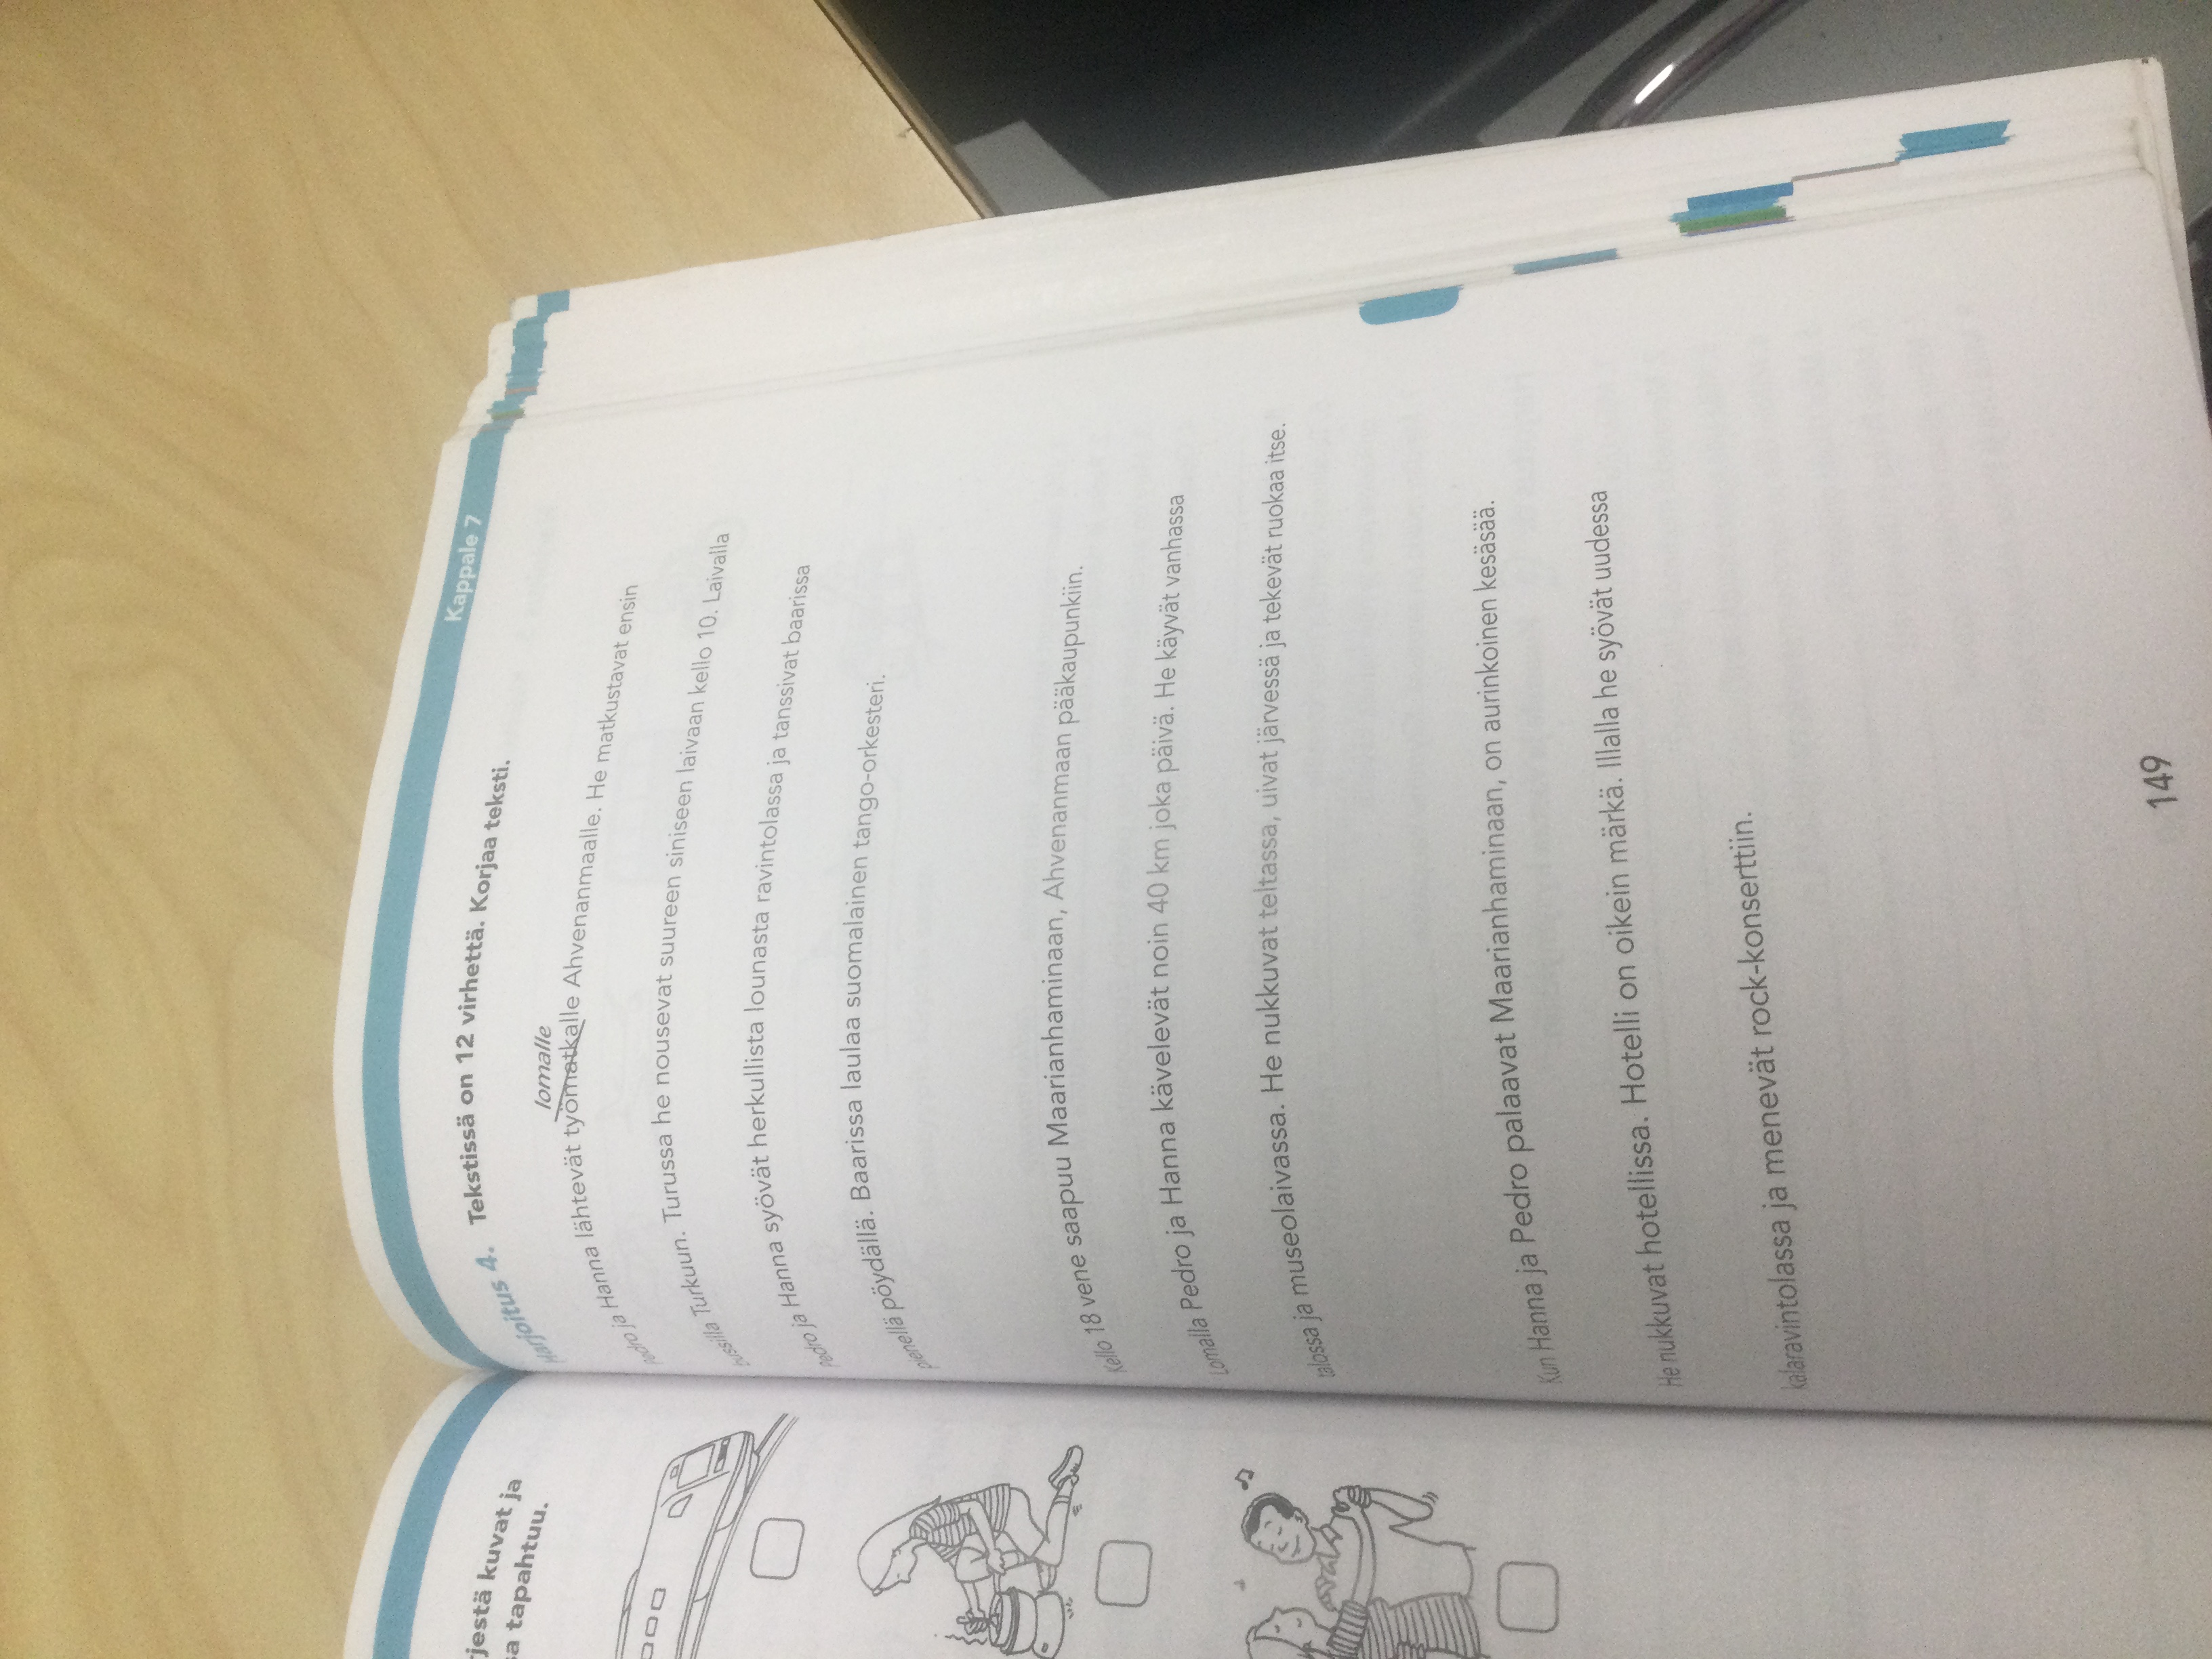 jestä kuvat ja
sa tapahtuu.
Kappale 7
Harjoitus 4. Tekstissä on 12 virhettä. Korjaa teksti.
lomalle
Pedro ja Hanna lähtevät työmatkalle Ahvenanmaalle. He matkustavat ensin
bussilla Turkuun. Turussa he nousevat suureen siniseen laivaan kello 10. Laivalla
Pedro ja Hanna syövät herkullista lounasta ravintolassa ja tanssivat baarissa
pienellä pöydällä. Baarissa laulaa suomalainen tango-orkesteri.
Kello 18 vene saapuu Maarianhaminaan, Ahvenanmaan pääkaupunkiin.
Lomalla Pedro ja Hanna kävelevät noin 40 km joka päivä. He käyvät vanhassa
talossa ja museolaivassa. He nukkuvat teltassa, uivat järvessä ja tekevät ruokaa itse.
Kun Hanna ja Pedro palaavat Maarianhaminaan, on aurinkoinen kesäsää.
He nukkuvat hotellissa. Hotelli on oikein märkä. Illalla he syövät uudessa
kalaravintolassa ja menevät rock-konserttiin.
149